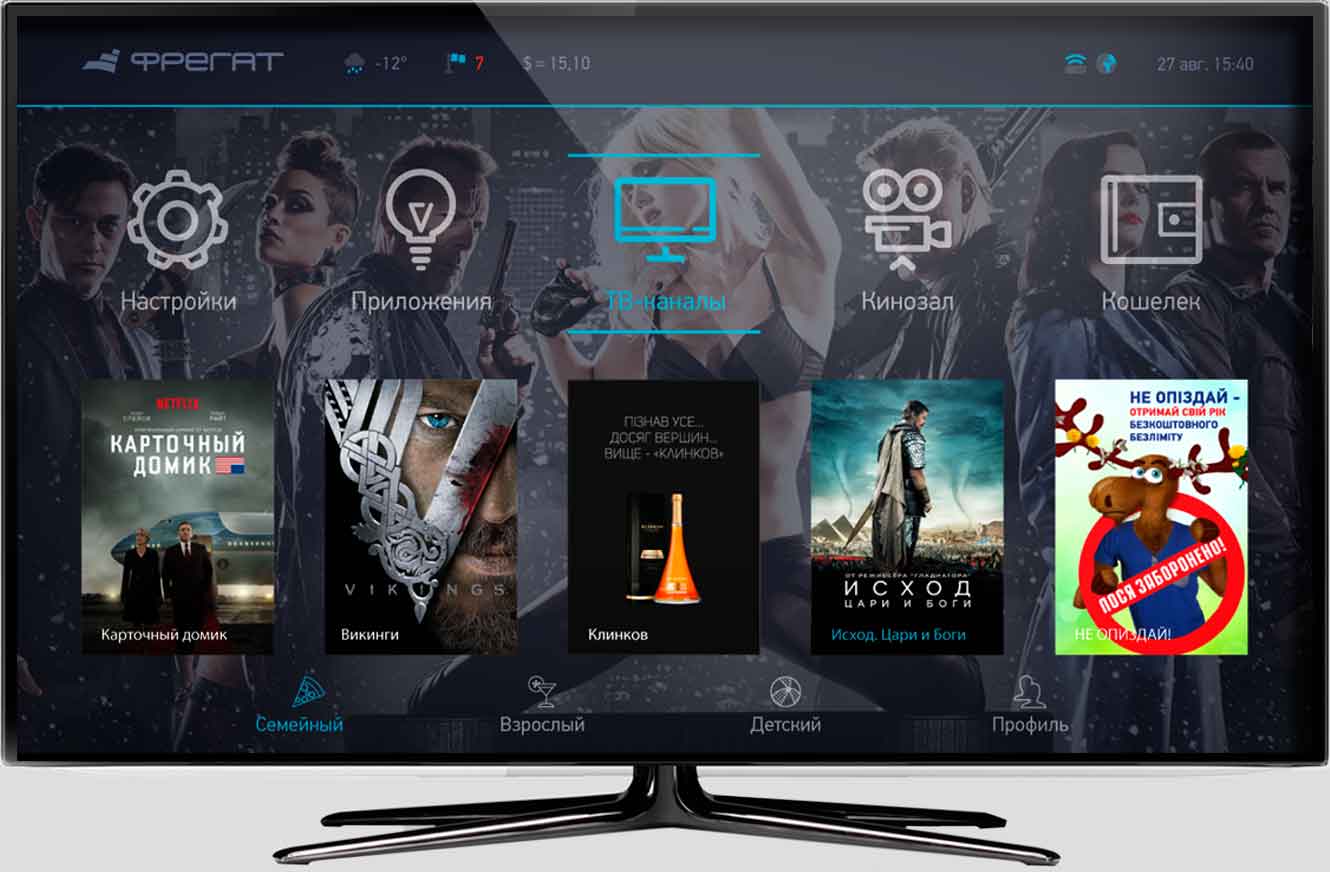 ФРЕГАТ
-12°
7
$ = 15,10
27 авг. 15:40
Настройки
Приложения
ТВ-каналы
Кинозал
Кошелек
NETFLIX
КАРТОЧНЫЙ
ДОМИК
Карточный домик
VIKINGS
Викинги
ПІЗНАВ УСЕ...
ДОСЯГ ВЕРШИН...
ВИЩЕ - «КЛИНКОВ»
Клинков
ОТ РЕЖИССЕРА "ГЛАДИАТОРА"
ИСХОД
ЦАРИ И БОГИ
Исход. Цари и Боги
НЕ ОПІЗДАЙ -
ОТРИМАЙ СВІЙ РІК
БЕЗКОШТОВНОГО
БЕЗЛІМІТУ
ЛОСЯ ЗАБОРОНЕНО!
НЕ ОПИЗДАЙ!
Семейный
Взрослый
Детский
Профиль